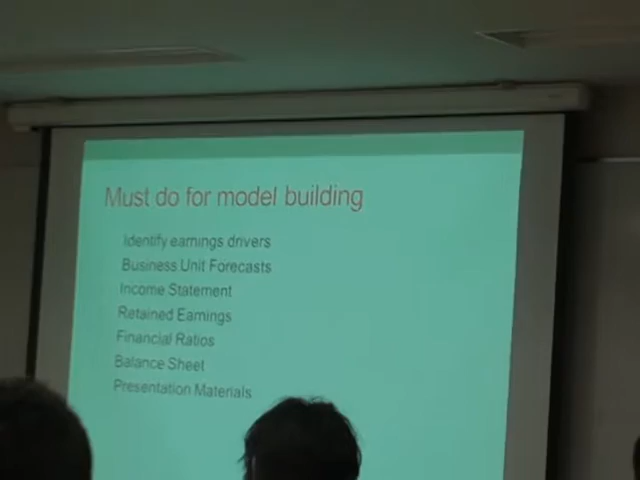 Must do for model building
Identify earnings drivers
Business Unit Forecasts
Income Statement
Retained Earnings
Financial Ratios
Balance Sheet
Presentation Materials